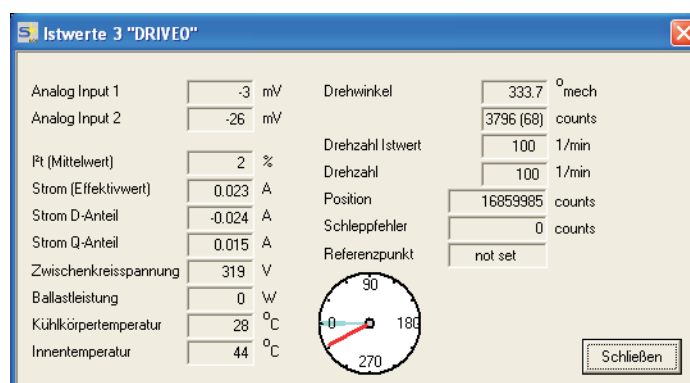 Istwerte 3 "DRIVE0"
Analog Input 1 -3 mV
Analog Input 2 -26 mV
I²t (Mittelwert) 2 %
Strom (Effektivwert) 0.023 A
Strom D-Anteil -0.024 A
Strom Q-Anteil 0.015 A
Zwischenkreisspannung 319 V
Ballastleistung 0 W
Kühlkörpertemperatur 28 °C
Innentemperatur 44 °C
Drehwinkel 333.7 °mech
3796 (68) counts
Drehzahl Istwert 100 1/min
Drehzahl 100 1/min
Position 16859985 counts
Schleppfehler 0 counts
Referenzpunkt not set
90
0 180
270
Schließen